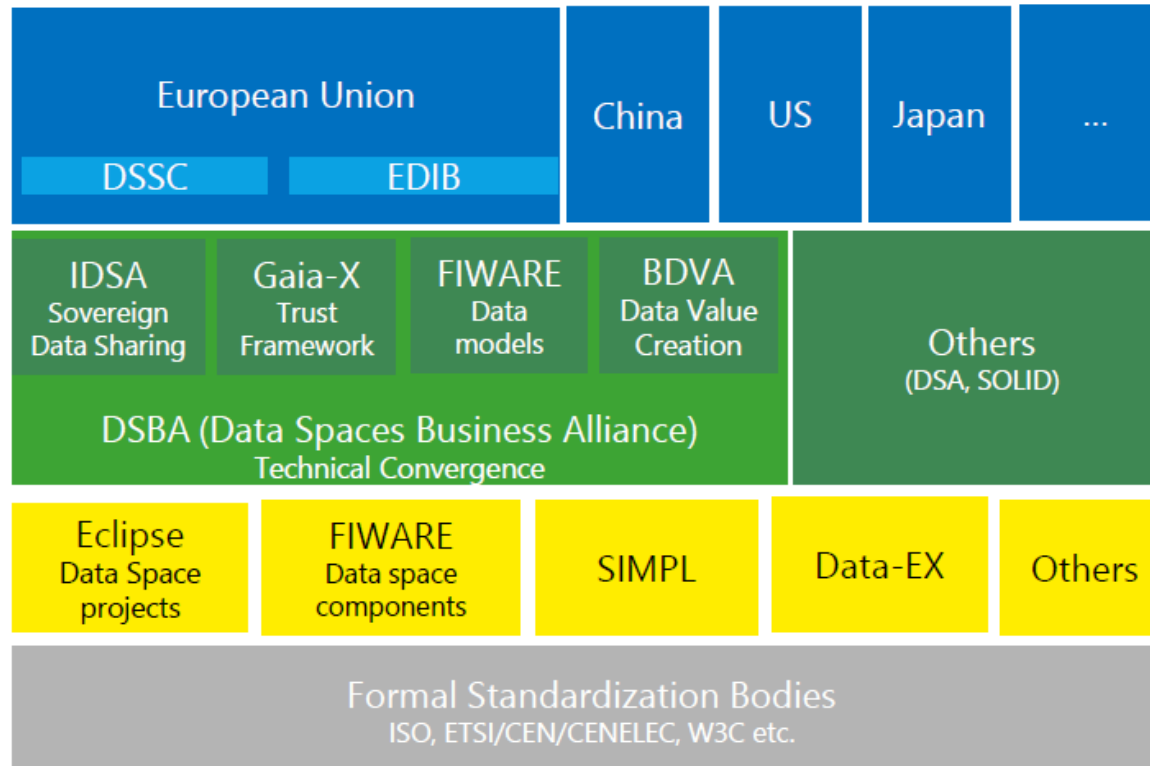 European Union
China
US
Japan
...
DSSC
EDIB
IDSA
Sovereign
Data Sharing
Gaia-X
Trust
Framework
FIWARE
Data
models
BDVA
Data Value
Creation
Others
(DSA, SOLID)
DSBA (Data Spaces Business Alliance)
Technical Convergence
Eclipse
Data Space
projects
FIWARE
Data space
components
SIMPL
Data-EX
Others
Formal Standardization Bodies
ISO, ETSI/CEN/CENELEC, W3C etc.